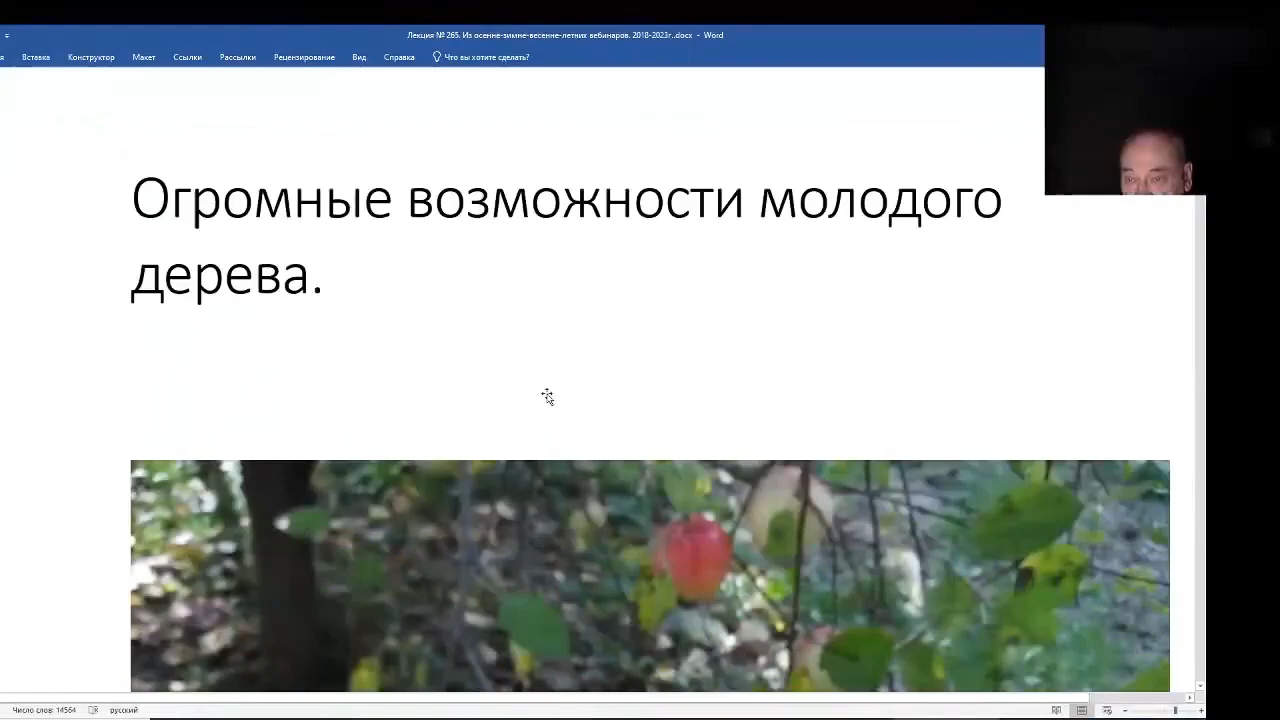 Лекция № 265. Из осенне-зимне-весенне-летних вебинаров. 2018-2023г..docx - Word
я Вставка Конструктор Макет Ссылки Рассылки Рецензирование Вид Справка Что вы хотите сделать?
Огромные возможности молодого
дерева.
Число слов: 14564 русский